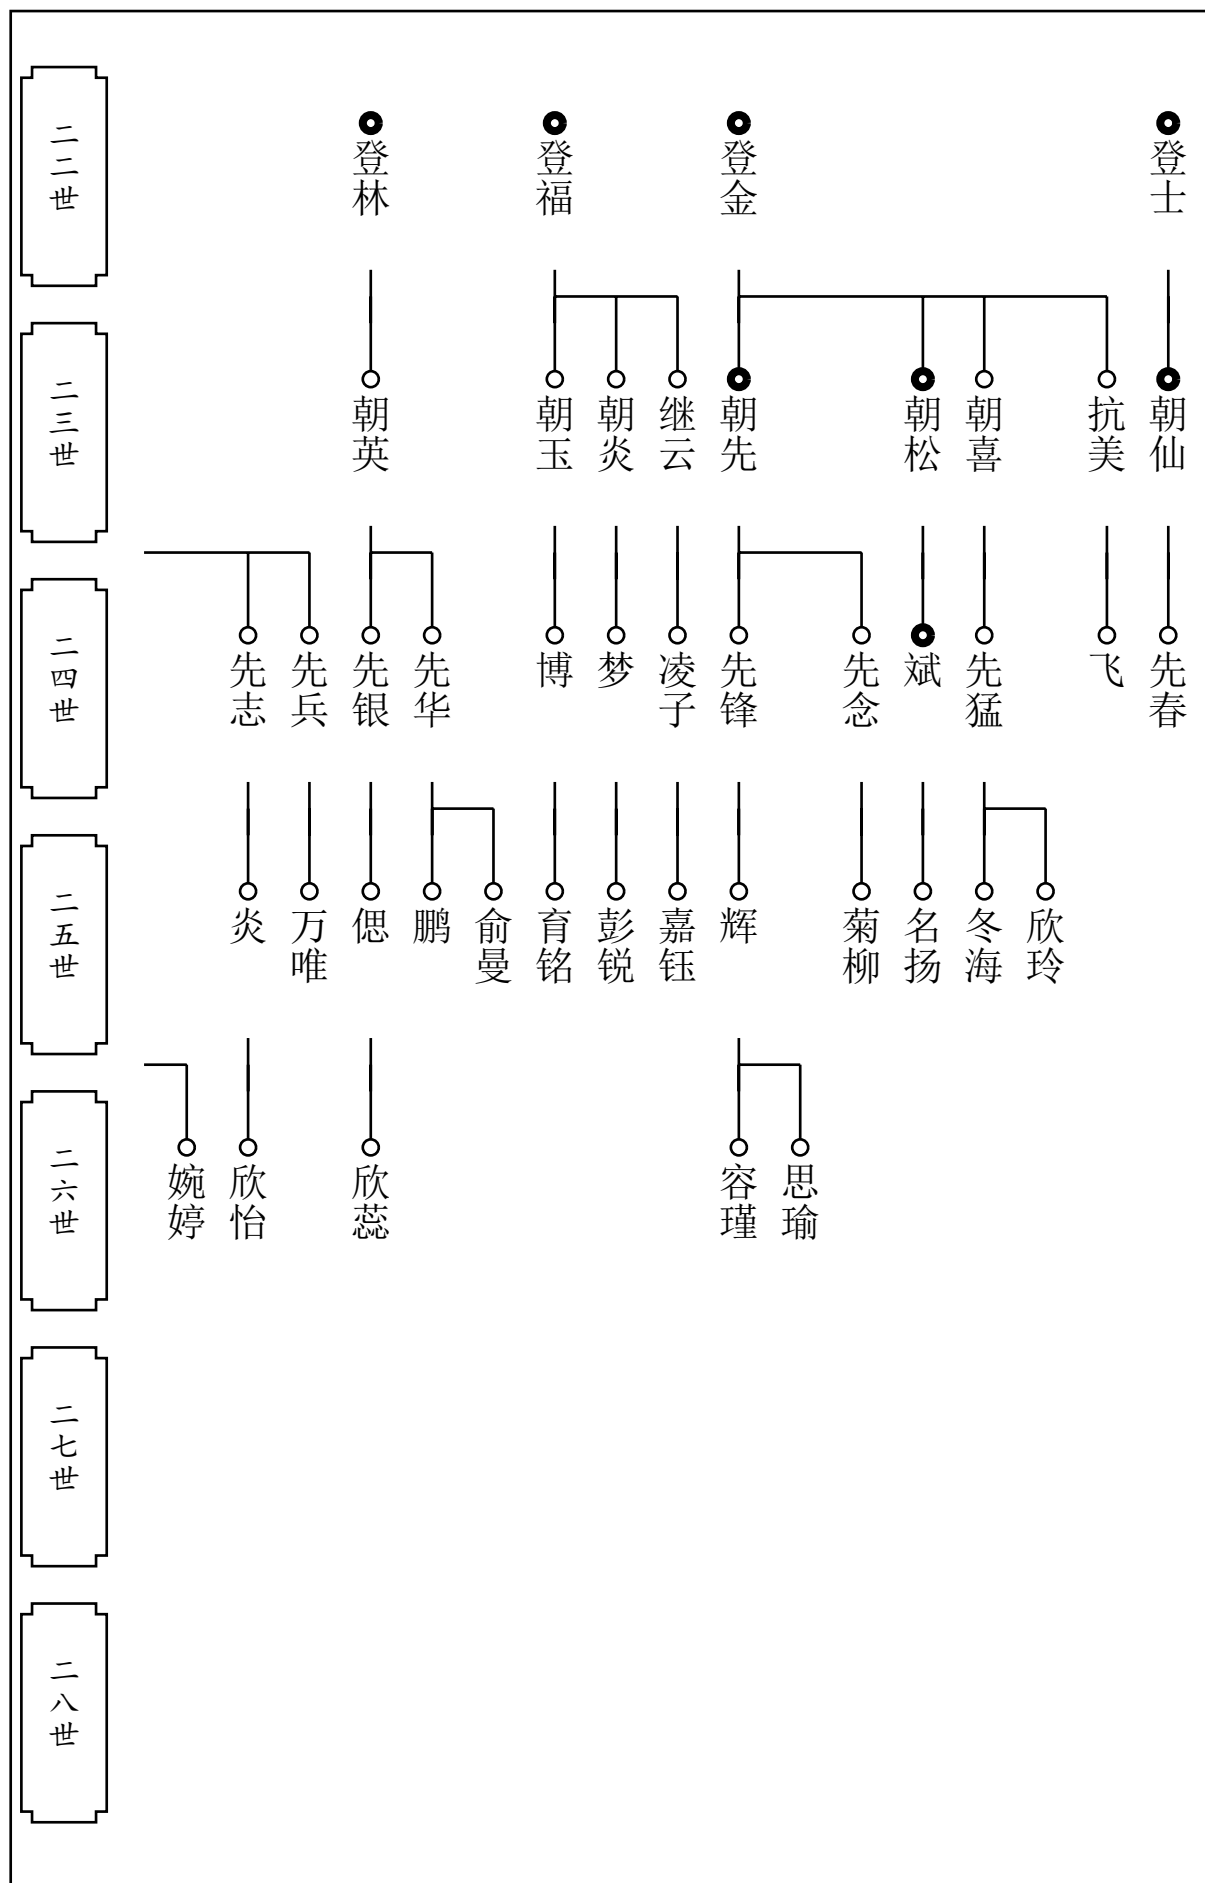 二二世
登林
登福
登金
登士
二三世
朝英
朝玉
朝炎
继云
朝先
朝松
朝喜
抗美
朝仙
二四世
先志
先兵
先银
先华
博
梦
凌子
先锋
先念
斌
先猛
飞
先春
二五世
炎
万唯
偲
鹏
俞曼
育铭
彭锐
嘉钰
辉
菊柳
名扬
冬海
欣玲
二六世
婉婷
欣怡
欣蕊
容瑾
思瑜
二七世
二八世